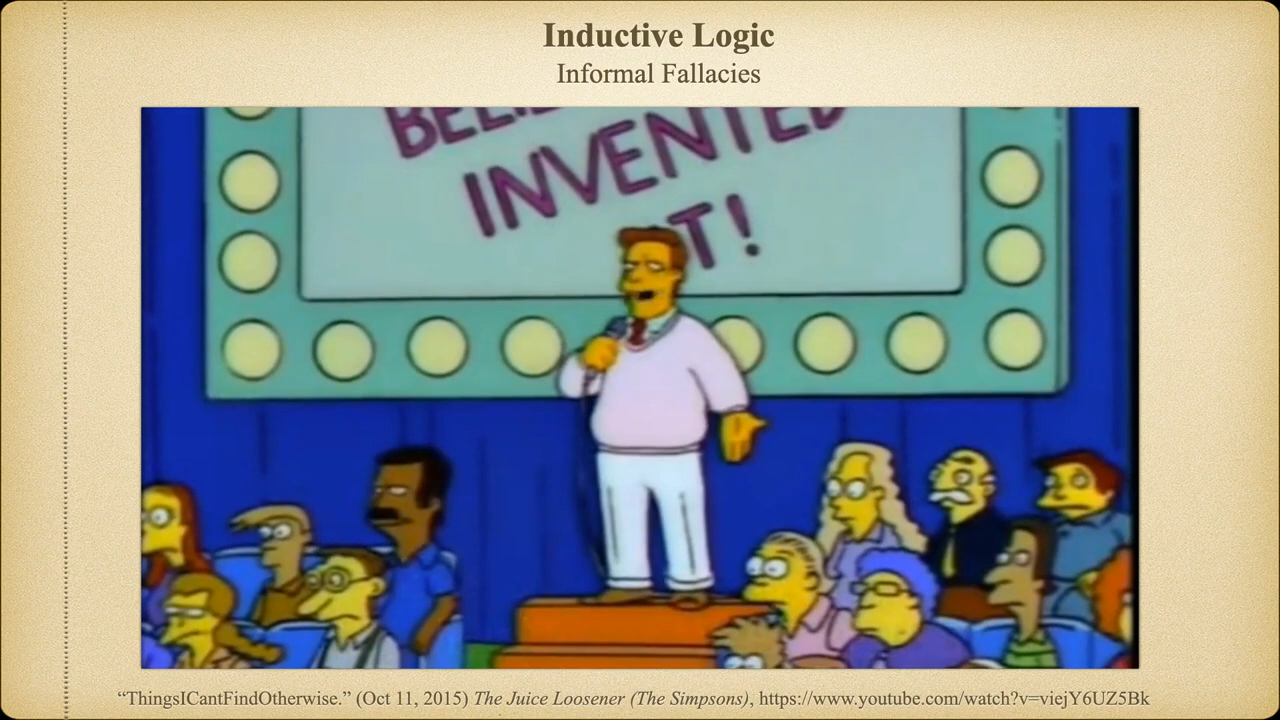 Inductive Logic
Informal Fallacies
INVENTED
“ThingsICantFindOtherwise.” (Oct 11, 2015) The Juice Loosener (The Simpsons), https://www.youtube.com/watch?v=viejY6UZ5Bk